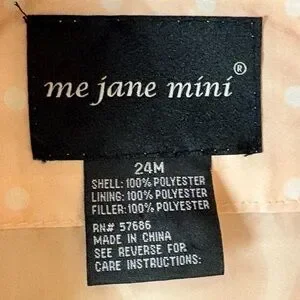 me jane mini®
24M
SHELL: 100% POLYESTER
LINING: 100% POLYESTER
FILLER: 100% POLYESTER
RN# 57686
MADE IN CHINA
SEE REVERSE FOR
CARE INSTRUCTIONS: